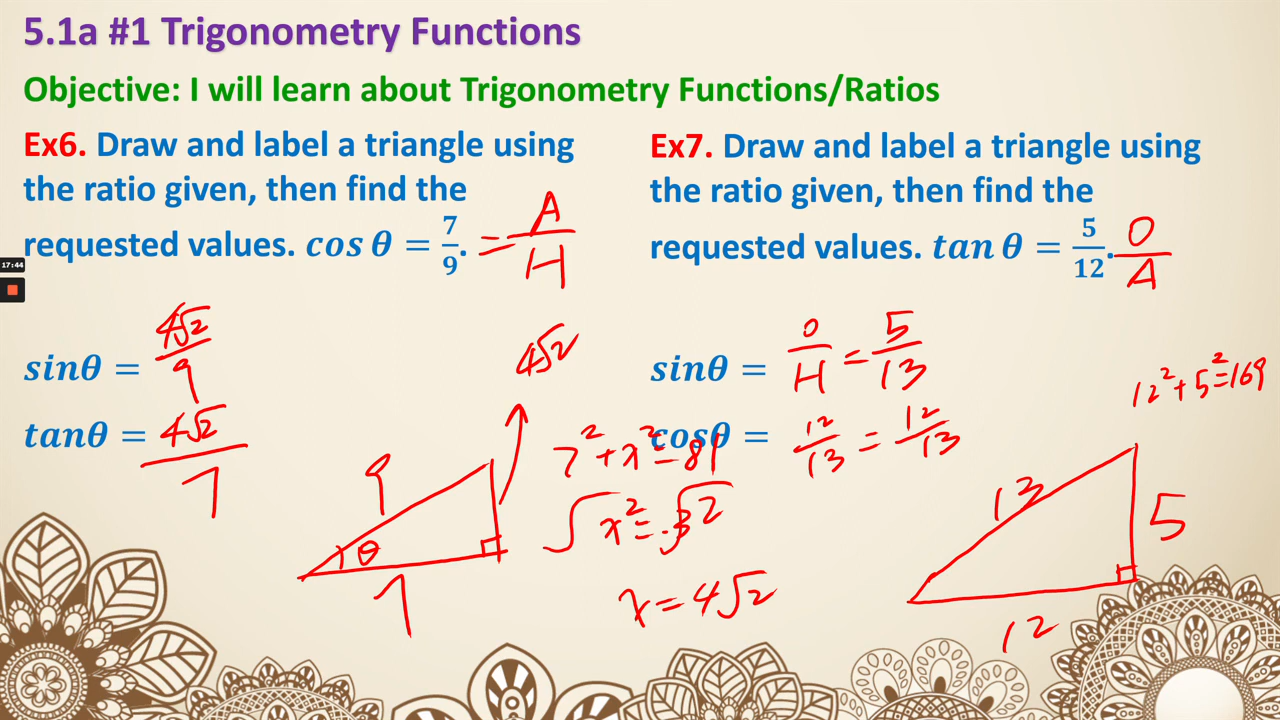 5.1a #1 Trigonometry Functions
Objective: I will learn about Trigonometry Functions/Ratios
Ex6. Draw and label a triangle using
the ratio given, then find the
requested values. cos θ = 7/9. = A/H
sinθ = 4√2/9
tanθ = 4√2/7
4√2
9
θ
7
7² + x² = 81
√x² = √32
x = 4√2
Ex7. Draw and label a triangle using
the ratio given, then find the
requested values. tan θ = 5/12. O/A
sinθ = O/H = 5/13
cosθ = 12/13 = 12/13
12² + 5² = 169
13
5
12
17:44